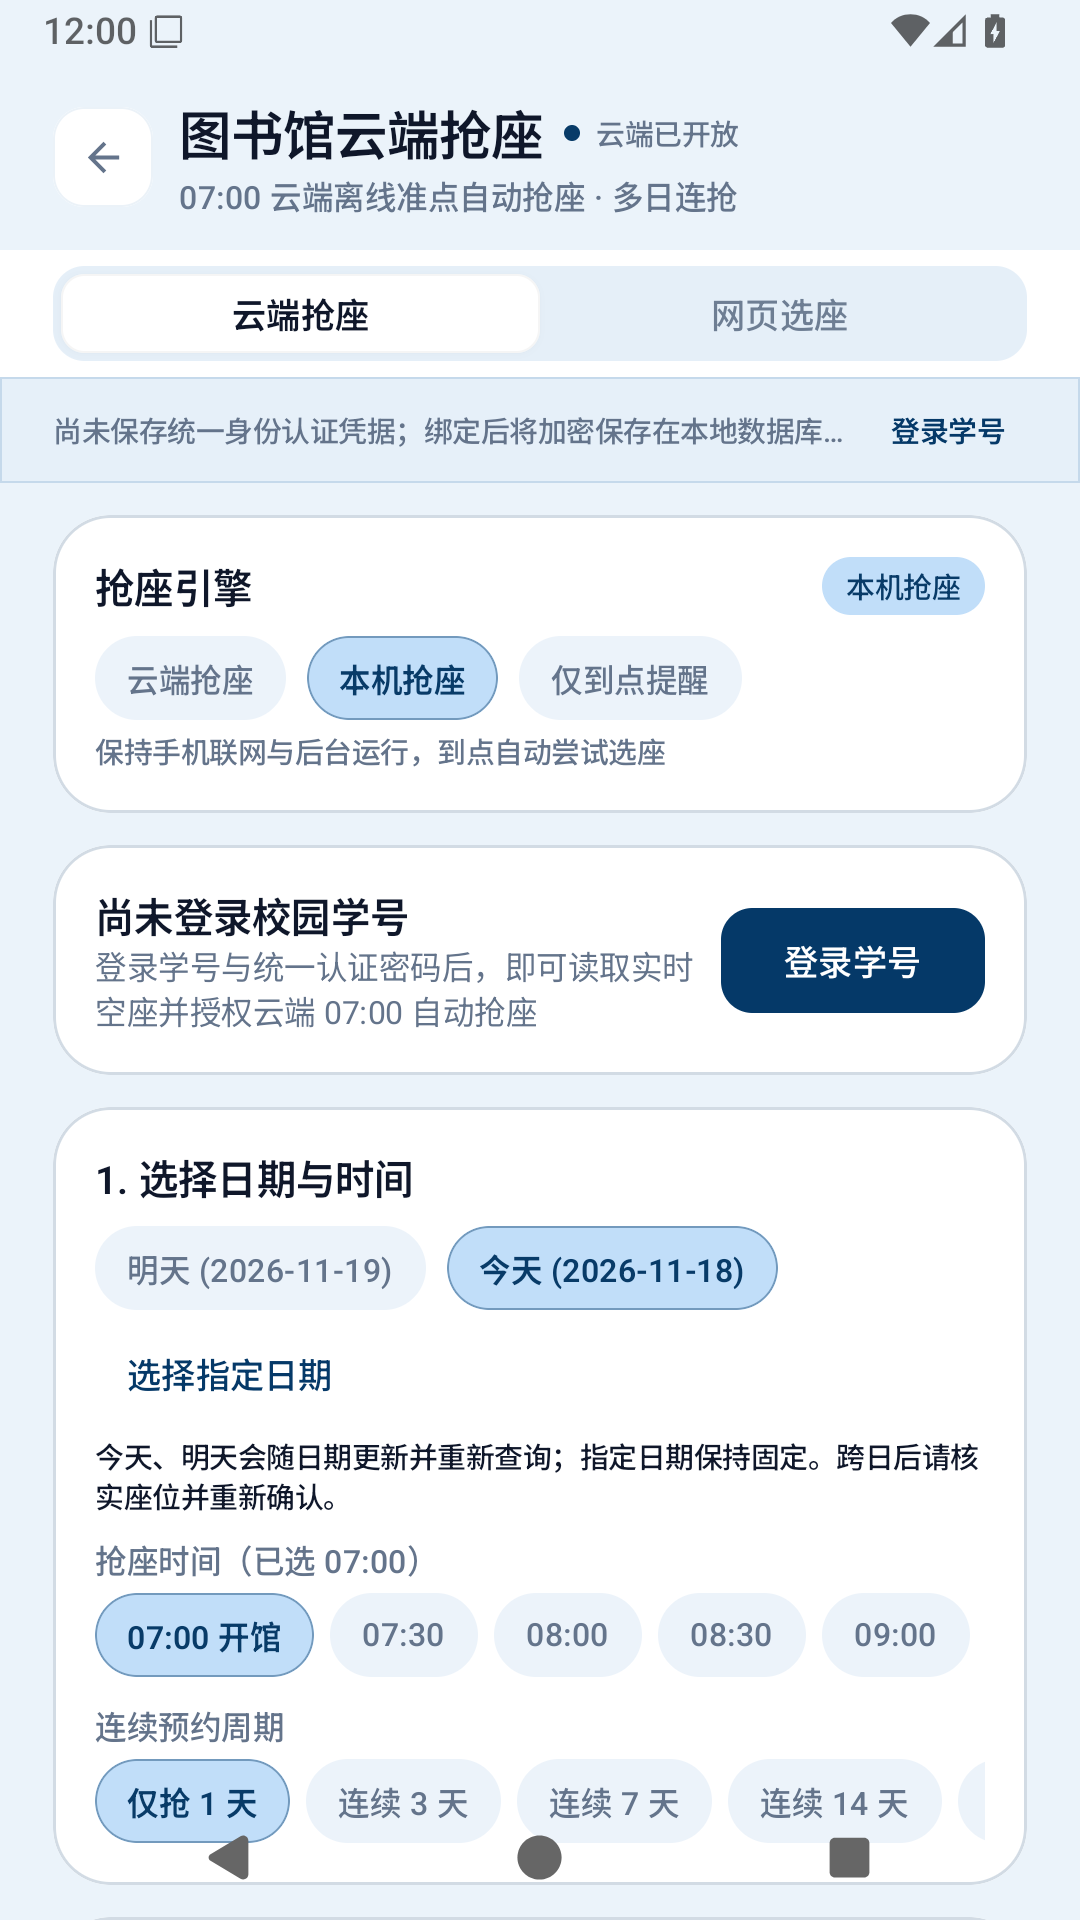 12:00
图书馆云端抢座
云端已开放
07:00 云端离线准点自动抢座 · 多日连抢
云端抢座
网页选座
尚未保存统一身份认证凭据；绑定后将加密保存在本地数据库...
登录学号
抢座引擎
本机抢座
云端抢座
本机抢座
仅到点提醒
保持手机联网与后台运行，到点自动尝试选座
尚未登录校园学号
登录学号与统一认证密码后，即可读取实时
空座并授权云端 07:00 自动抢座
登录学号
1. 选择日期与时间
明天 (2026-11-19)
今天 (2026-11-18)
选择指定日期
今天、明天会随日期更新并重新查询；指定日期保持固定。跨日后请核
实座位并重新确认。
抢座时间（已选 07:00）
07:00 开馆
07:30
08:00
08:30
09:00
连续预约周期
仅抢 1 天
连续 3 天
连续 7 天
连续 14 天